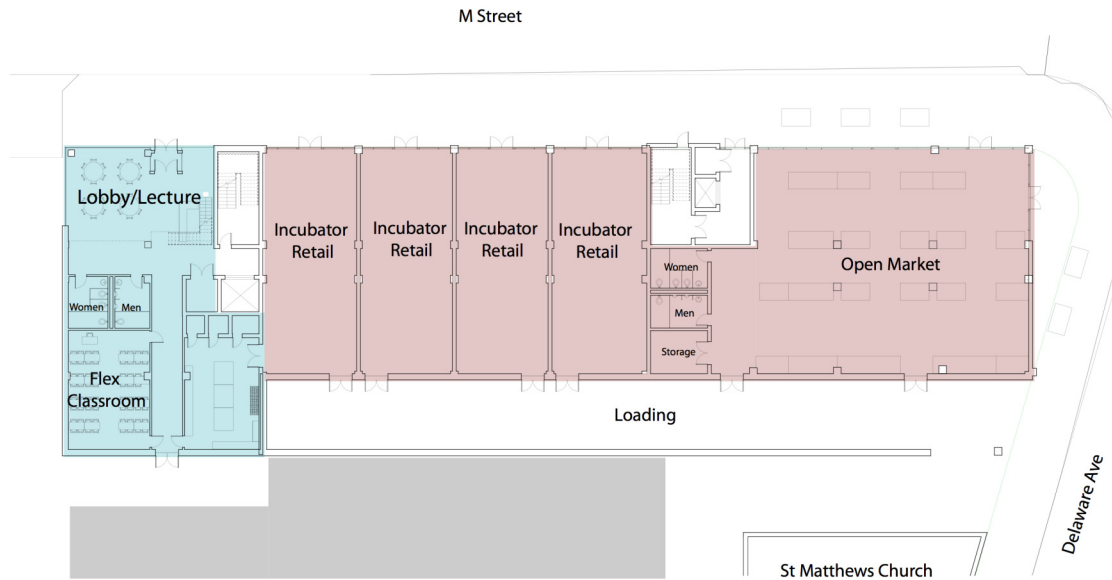 M Street
Lobby/Lecture
Incubator
Retail
Incubator
Retail
Incubator
Retail
Incubator
Retail
Women
Open Market
Women
Men
Men
Storage
Flex
Classroom
Loading
Delaware Ave
St Matthews Church